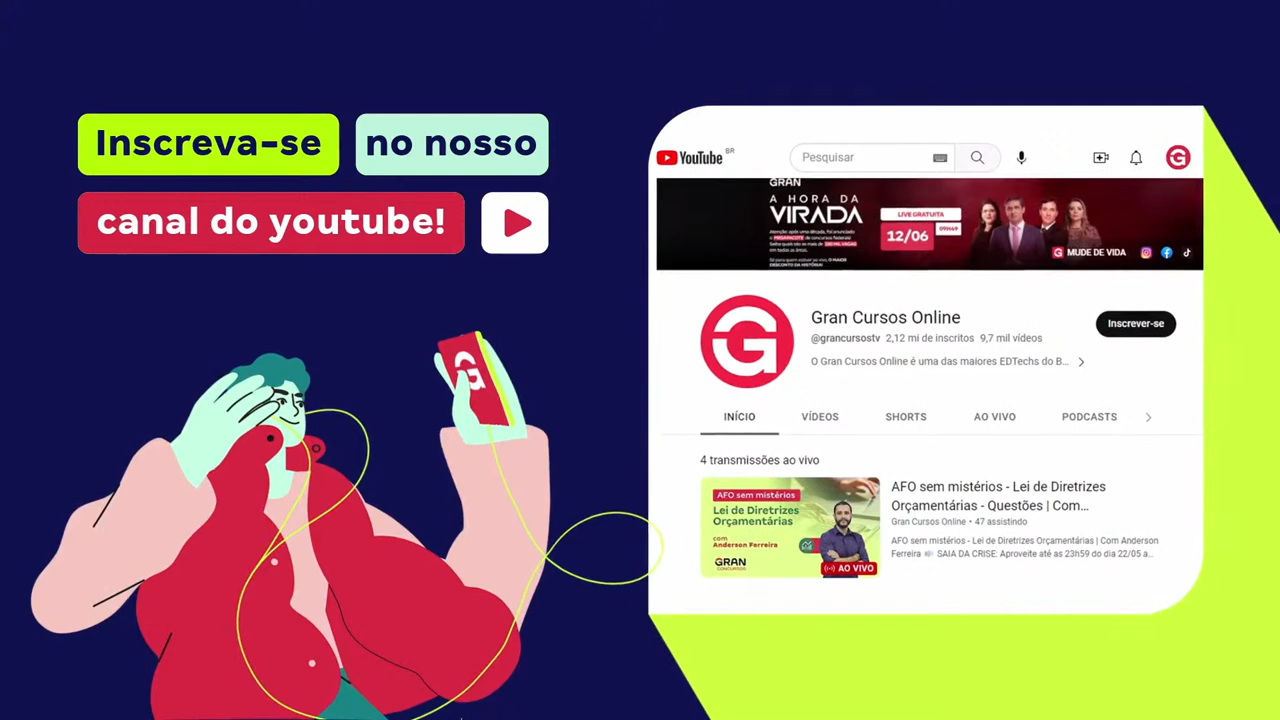 Inscreva-se no nosso
canal do youtube!
YouTube BR
Pesquisar
GRAN
A HORA DA
VIRADA
LIVE GRATUITA
12/06
MUDE DE VIDA
Gran Cursos Online
@grancursostv 2,12 mi de inscritos 9,7 mil vídeos
O Gran Cursos Online é uma das maiores EDTechs do B...
Inscrever-se
INÍCIO VÍDEOS SHORTS AO VIVO PODCASTS
4 transmissões ao vivo
AFO sem mistérios
Lei de Diretrizes
Orçamentárias
com
Anderson Ferreira
GRAN
CONCURSOS
AO VIVO
AFO sem mistérios - Lei de Diretrizes
Orçamentárias - Questões | Com...
Gran Cursos Online • 47 assistindo
AFO sem mistérios - Lei de Diretrizes Orçamentárias | Com Anderson
Ferreira SAIA DA CRISE: Aproveite até as 23h59 do dia 22/05 a...